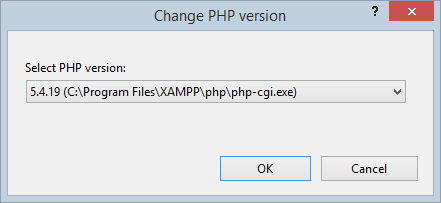 Change PHP version
?
Select PHP version:
5.4.19 (C:\Program Files\XAMPP\php\php-cgi.exe)
OK
Cancel